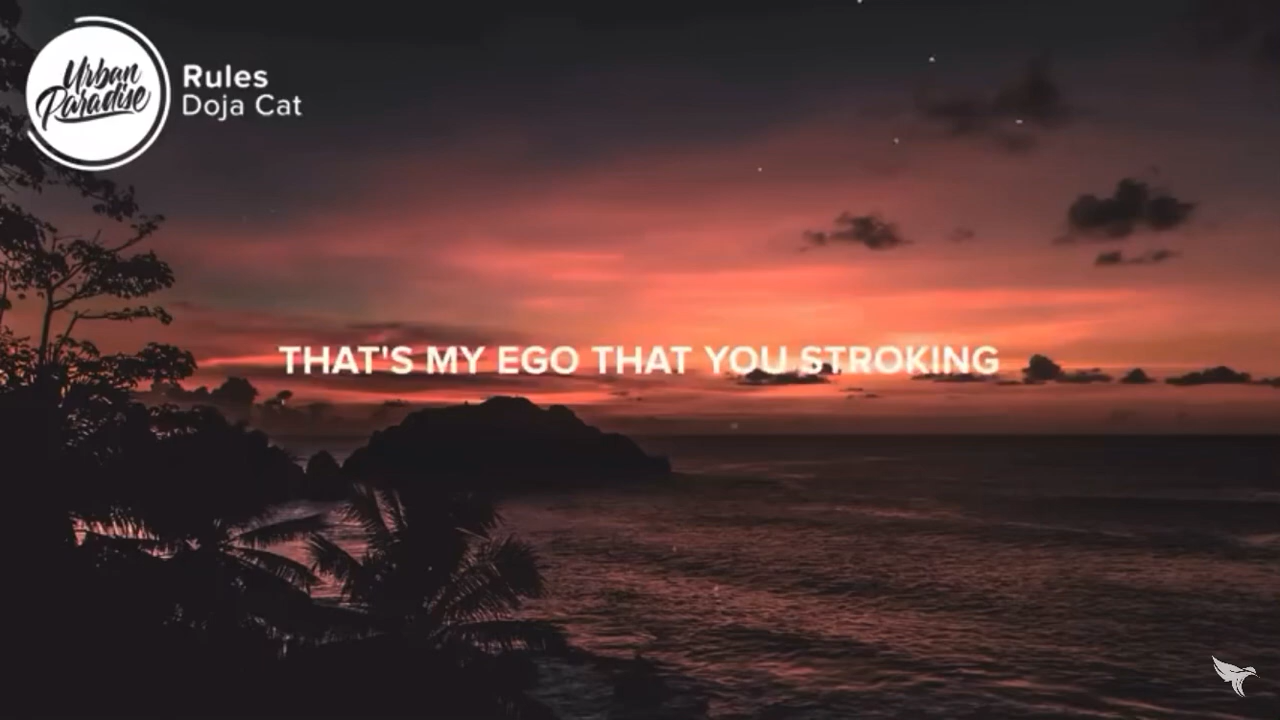 Urban
Paradise
Rules
Doja Cat
THAT'S MY EGO THAT YOU STROKING